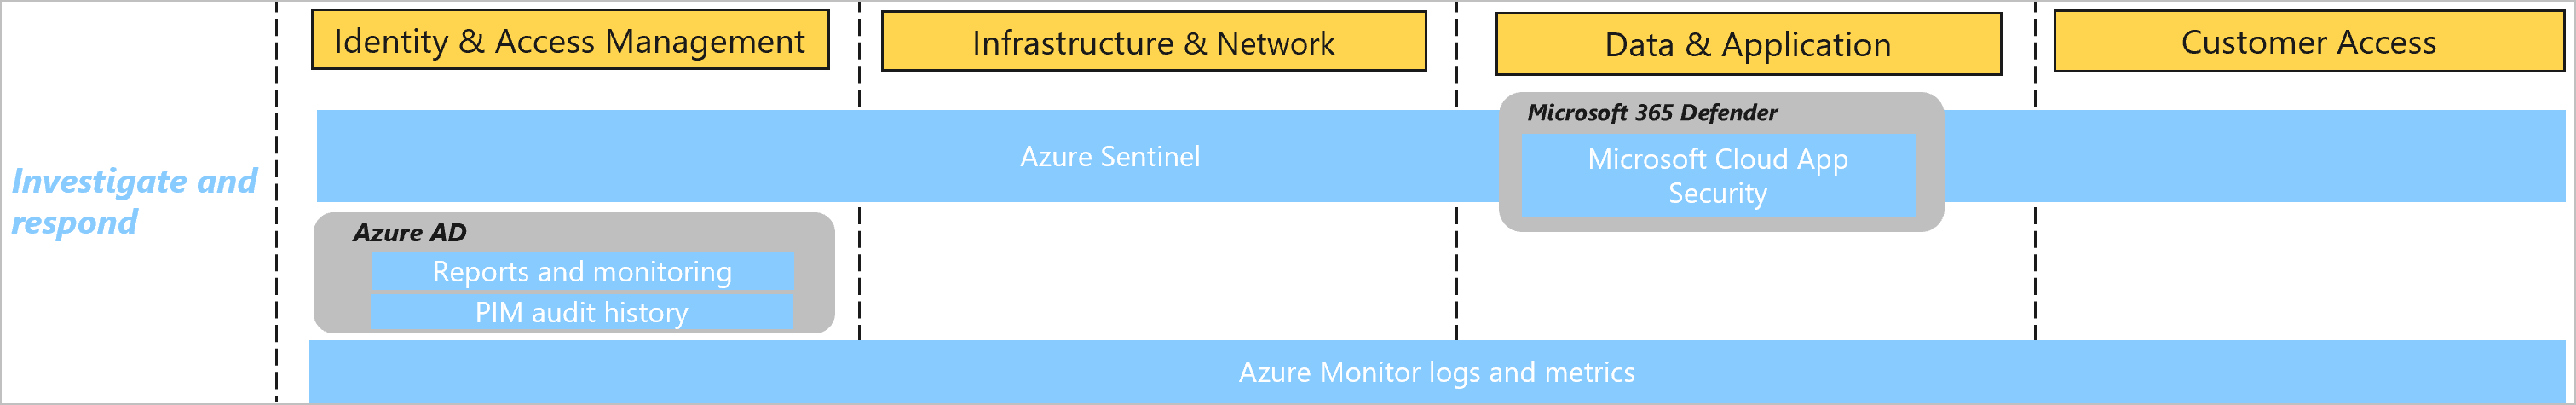 Identity & Access Management
Infrastructure & Network
Data & Application
Customer Access
Investigate and
respond
Azure Sentinel
Microsoft 365 Defender
Microsoft Cloud App
Security
Azure AD
Reports and monitoring
PIM audit history
Azure Monitor logs and metrics